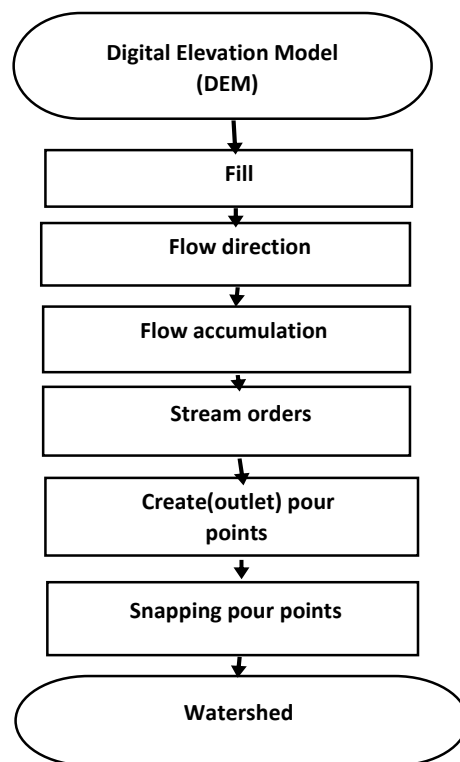 Digital Elevation Model
(DEM)
Fill
Flow direction
Flow accumulation
Stream orders
Create(outlet) pour
points
Snapping pour points
Watershed